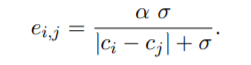 e_{i,j} = \frac{\alpha \, \sigma}{|c_i - c_j| + \sigma}.